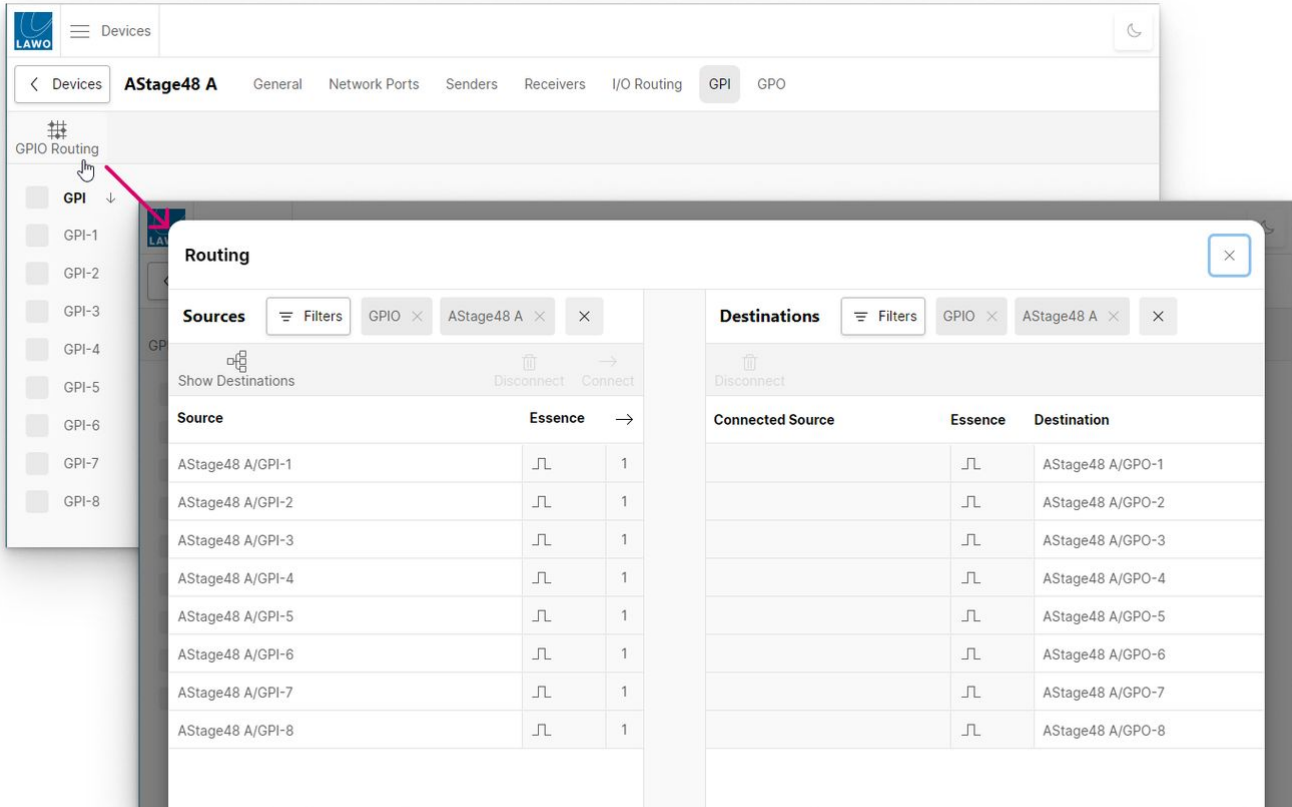 LAWO
Devices
Devices AStage48 A General Network Ports Senders Receivers I/O Routing GPI GPO
GPIO Routing
GPI
GPI-1
GPI-2
GPI-3
GPI-4
GPI-5
GPI-6
GPI-7
GPI-8
Routing
Sources Filters GPIO AStage48 A
Show Destinations Disconnect Connect
Source Essence
AStage48 A/GPI-1 1
AStage48 A/GPI-2 1
AStage48 A/GPI-3 1
AStage48 A/GPI-4 1
AStage48 A/GPI-5 1
AStage48 A/GPI-6 1
AStage48 A/GPI-7 1
AStage48 A/GPI-8 1
Destinations Filters GPIO AStage48 A
Disconnect
Connected Source Essence Destination
AStage48 A/GPO-1
AStage48 A/GPO-2
AStage48 A/GPO-3
AStage48 A/GPO-4
AStage48 A/GPO-5
AStage48 A/GPO-6
AStage48 A/GPO-7
AStage48 A/GPO-8